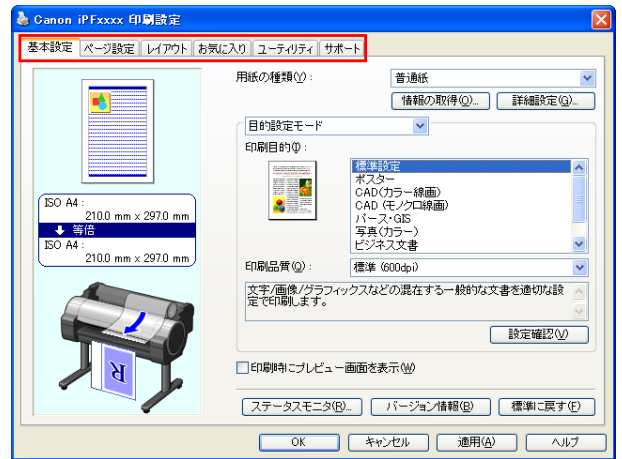 Canon iPFxxxx 印刷設定
基本設定 ページ設定 レイアウト お気に入り ユーティリティ サポート
用紙の種類(Y)： 普通紙
情報の取得(O)... 詳細設定(G)...
目的設定モード
印刷目的(I):
標準設定
ポスター
CAD(カラー線画)
CAD (モノクロ線画)
パース・GIS
写真(カラー)
ビジネス文書
ISO A4 :
210.0 mm x 297.0 mm
等倍
ISO A4 :
210.0 mm x 297.0 mm
印刷品質(Q)： 標準 (600dpi)
文字/画像/グラフィックスなどの混在する一般的な文書を適切な設
定で印刷します。
設定確認(V)
印刷時にプレビュー画面を表示(W)
ステータスモニタ(R)... バージョン情報(B) 標準に戻す(F)
OK キャンセル 適用(A) ヘルプ
R